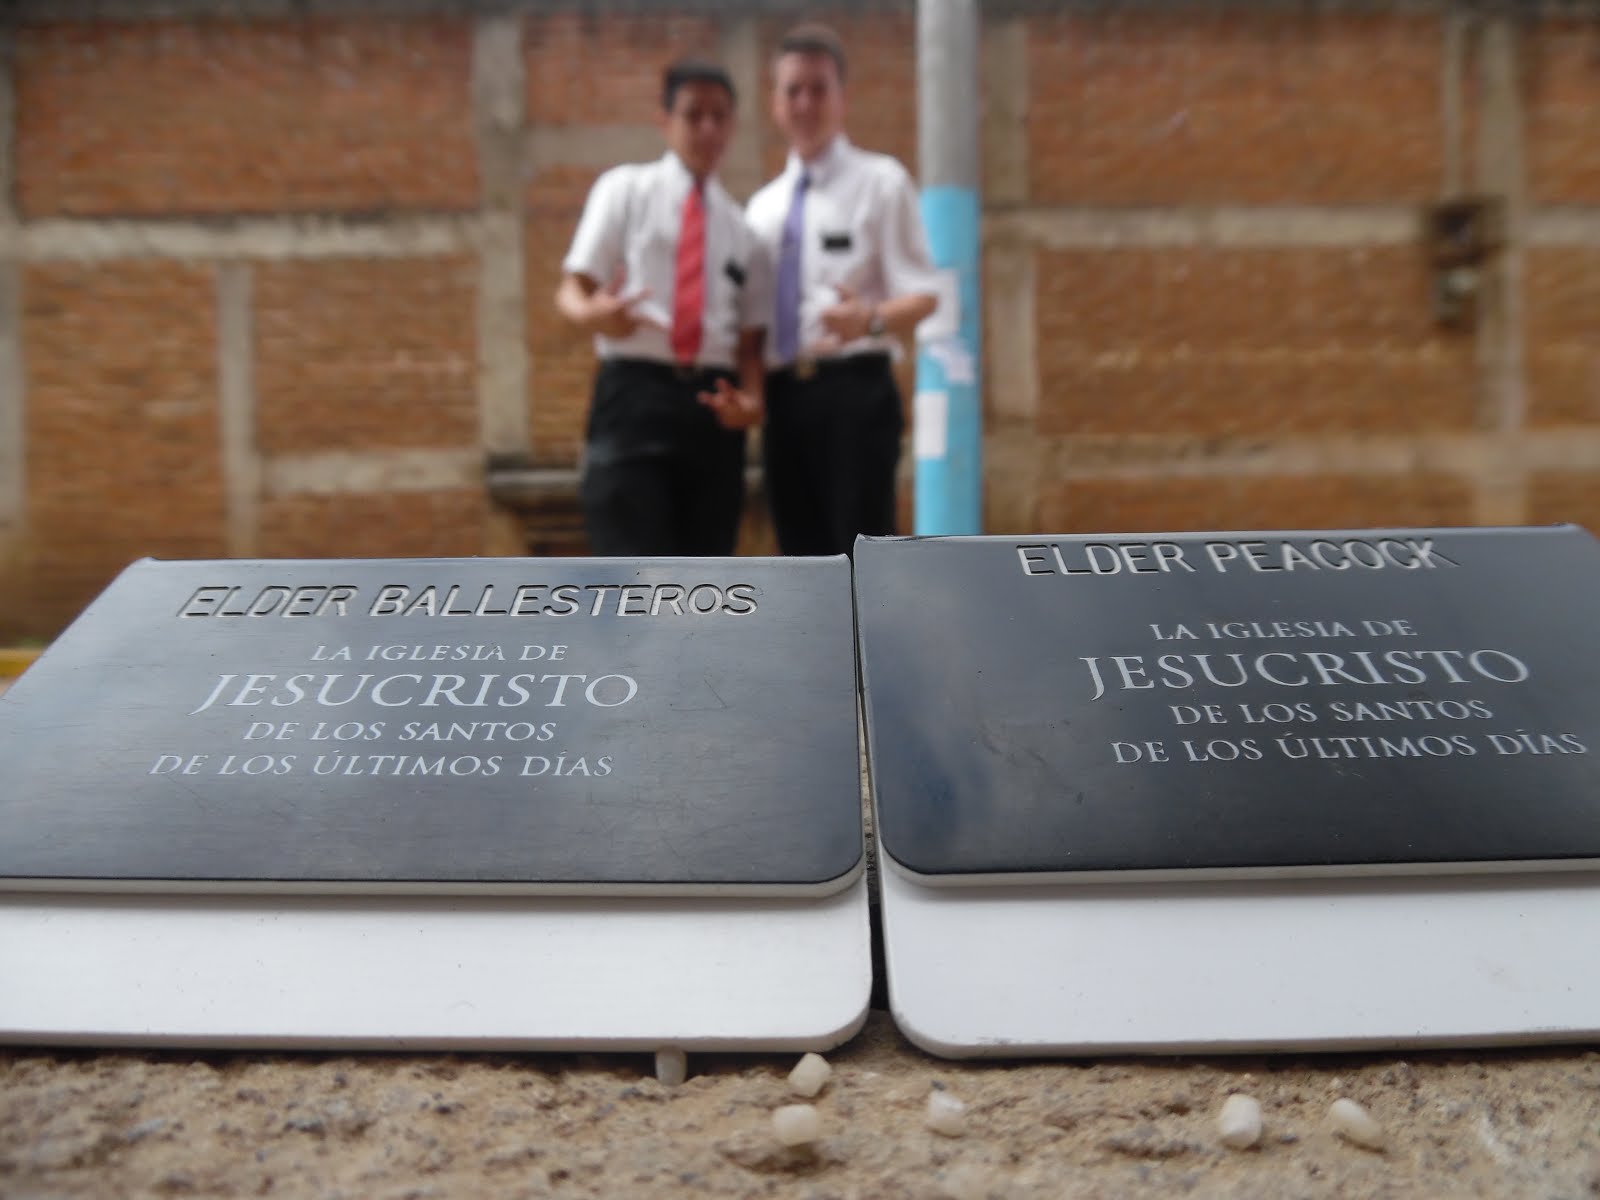 ELDER BALLESTEROS
LA IGLESIA DE
JESUCRISTO
DE LOS SANTOS
DE LOS ÚLTIMOS DÍAS
ELDER PEACOCK
LA IGLESIA DE
JESUCRISTO
DE LOS SANTOS
DE LOS ÚLTIMOS DÍAS